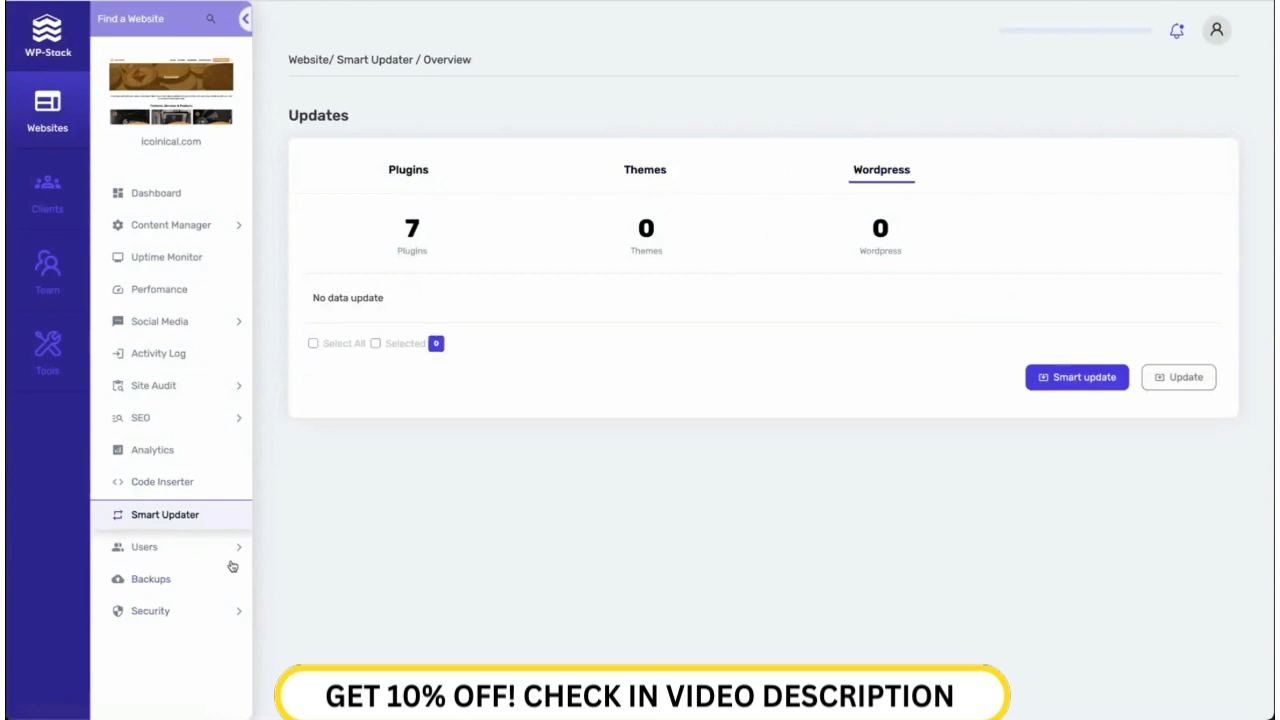 WP-Stack
Websites
Clients
Team
Tools
Find a Website
icoinical.com
Dashboard
Content Manager
Uptime Monitor
Perfomance
Social Media
Activity Log
Site Audit
SEO
Analytics
Code Inserter
Smart Updater
Users
Backups
Security
Website/ Smart Updater / Overview
Updates
Plugins Themes Wordpress
7 0 0
Plugins Themes Wordpress
No data update
Select All Selected 0
Smart update Update
GET 10% OFF! CHECK IN VIDEO DESCRIPTION